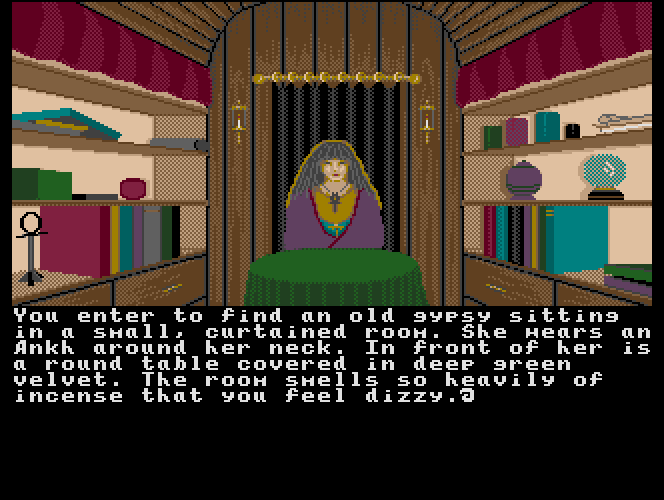 You enter to find an old gypsy sitting
in a small, curtained room. She wears an
Ankh around her neck. In front of her is
a round table covered in deep green
velvet. The room smells so heavily of
incense that you feel dizzy.